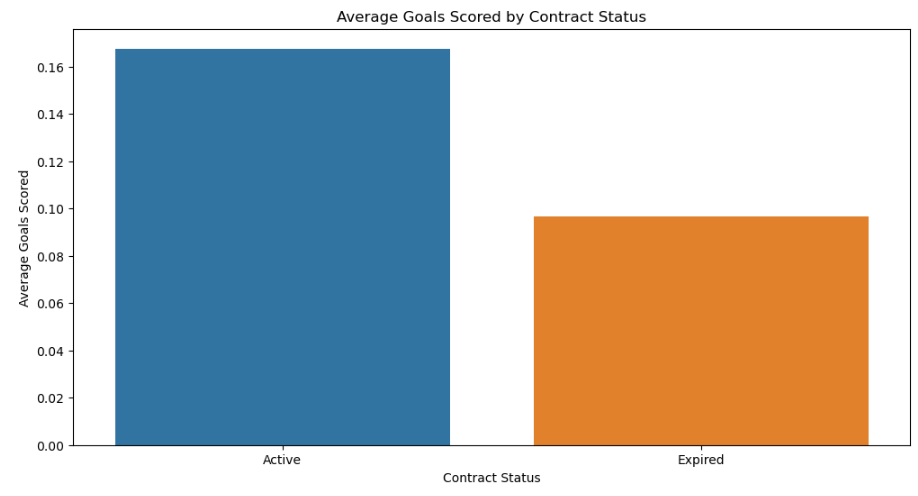 Average Goals Scored by Contract Status
Average Goals Scored
0.16
0.14
0.12
0.10
0.08
0.06
0.04
0.02
0.00
Active
Expired
Contract Status